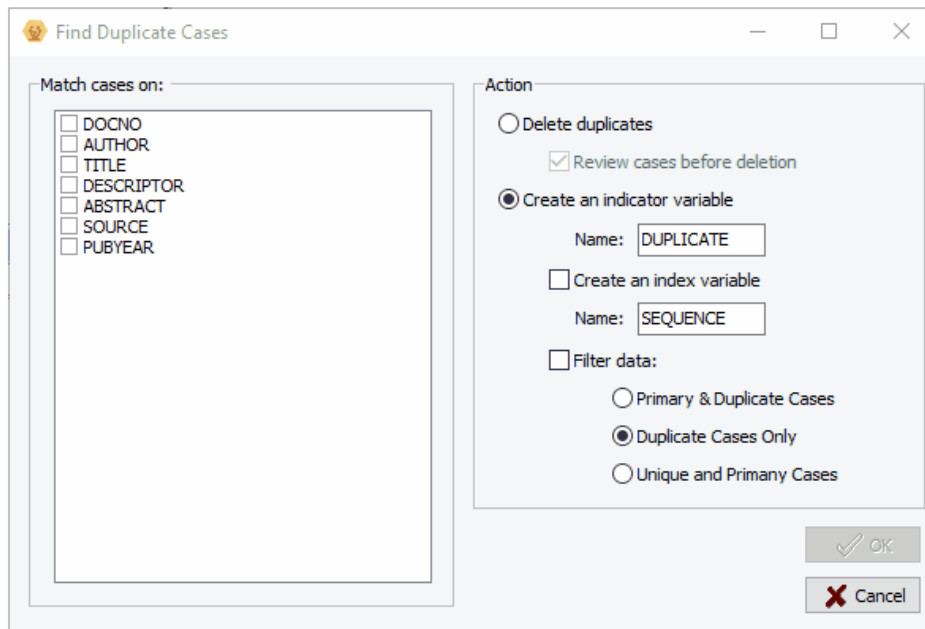 Find Duplicate Cases
Match cases on:
DOCNO
AUTHOR
TITLE
DESCRIPTOR
ABSTRACT
SOURCE
PUBYEAR
Action
Delete duplicates
Review cases before deletion
Create an indicator variable
Name: DUPLICATE
Create an index variable
Name: SEQUENCE
Filter data:
Primary & Duplicate Cases
Duplicate Cases Only
Unique and Primany Cases
OK
Cancel